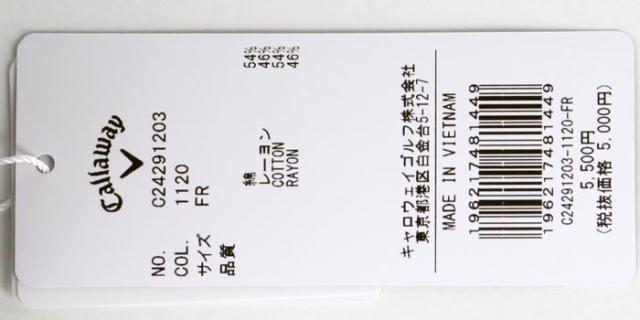 Callaway
NO. C24291203
COL. 1120
サイズ FR
品質
綿 54%
レーヨン 46%
COTTON 54%
RAYON 46%
キャロウェイゴルフ株式会社
東京都港区白金台5-12-7
MADE IN VIETNAM
196217481449
196217481449
C24291203-1120-FR
5,500円
(税抜価格 5,000円)